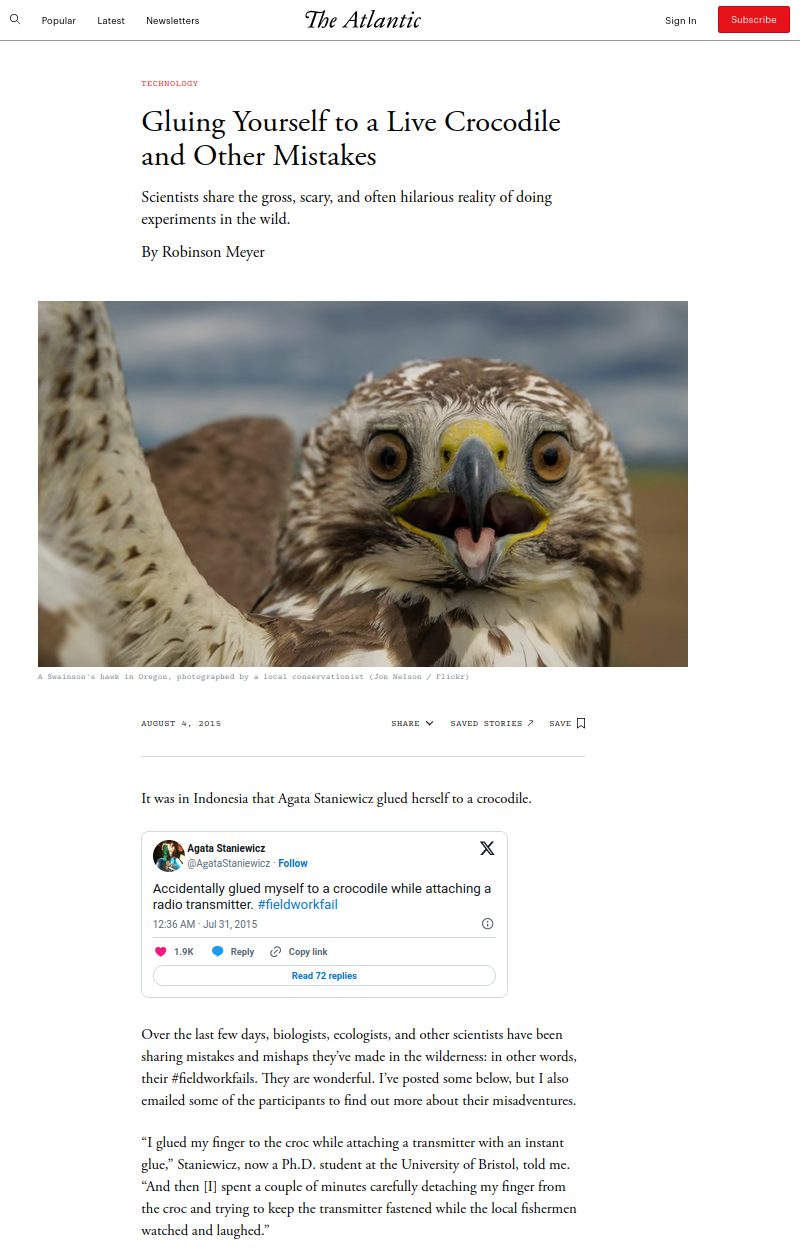 Popular
Latest
Newsletters
The Atlantic
Sign In
Subscribe
TECHNOLOGY
Gluing Yourself to a Live Crocodile
and Other Mistakes
Scientists share the gross, scary, and often hilarious reality of doing
experiments in the wild.
By Robinson Meyer
A Swainson's hawk in Oregon, photographed by a local conservationist (Jon Nelson / Flickr)
AUGUST 4, 2015
SHARE
SAVED STORIES
SAVE
It was in Indonesia that Agata Staniewicz glued herself to a crocodile.
Agata Staniewicz
@AgataStaniewicz · Follow
Accidentally glued myself to a crocodile while attaching a
radio transmitter. #fieldworkfail
12:36 AM · Jul 31, 2015
1.9K
Reply
Copy link
Read 72 replies
Over the last few days, biologists, ecologists, and other scientists have been
sharing mistakes and mishaps they’ve made in the wilderness: in other words,
their #fieldworkfails. They are wonderful. I’ve posted some below, but I also
emailed some of the participants to find out more about their misadventures.
“I glued my finger to the croc while attaching a transmitter with an instant
glue,” Staniewicz, now a Ph.D. student at the University of Bristol, told me.
“And then [I] spent a couple of minutes carefully detaching my finger from
the croc and trying to keep the transmitter fastened while the local fishermen
watched and laughed.”